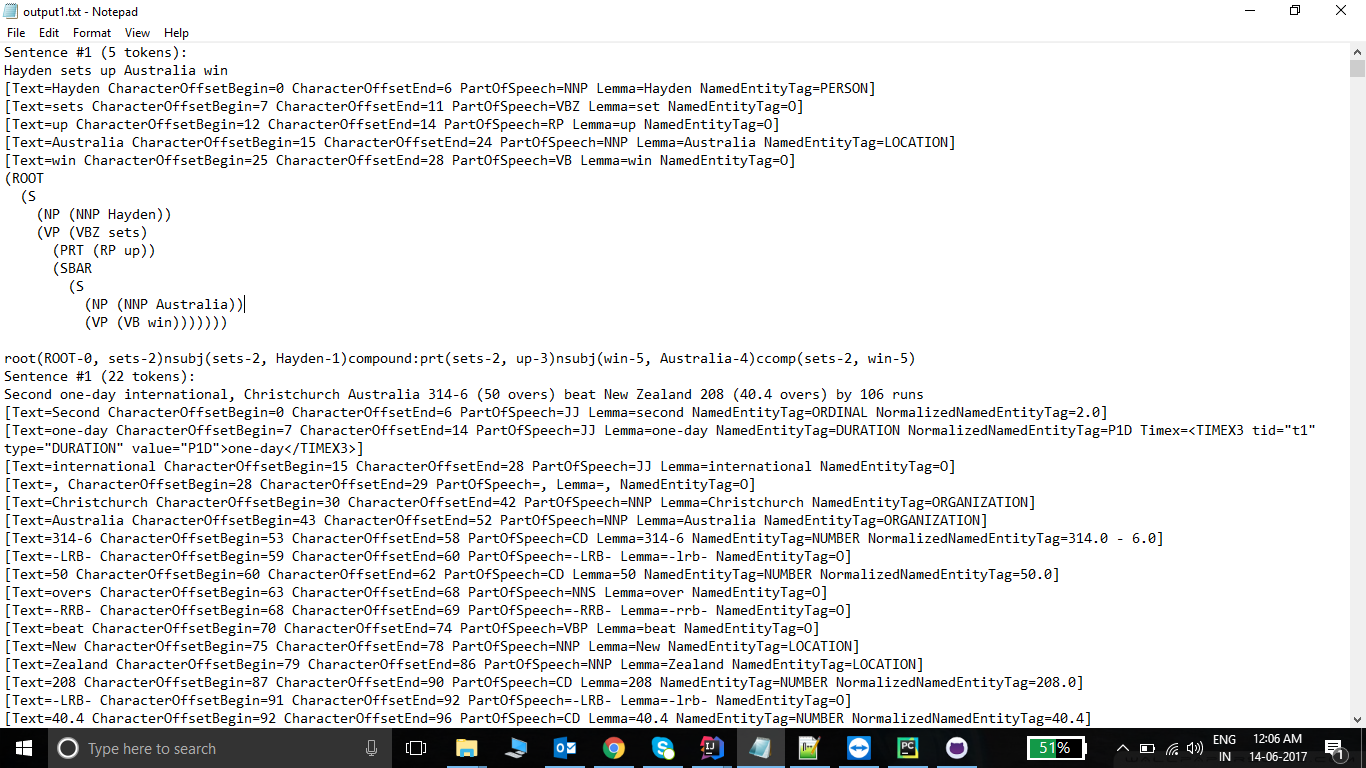 output1.txt - Notepad
File Edit Format View Help
Sentence #1 (5 tokens):
Hayden sets up Australia win
[Text=Hayden CharacterOffsetBegin=0 CharacterOffsetEnd=6 PartOfSpeech=NNP Lemma=Hayden NamedEntityTag=PERSON]
[Text=sets CharacterOffsetBegin=7 CharacterOffsetEnd=11 PartOfSpeech=VBZ Lemma=set NamedEntityTag=O]
[Text=up CharacterOffsetBegin=12 CharacterOffsetEnd=14 PartOfSpeech=RP Lemma=up NamedEntityTag=O]
[Text=Australia CharacterOffsetBegin=15 CharacterOffsetEnd=24 PartOfSpeech=NNP Lemma=Australia NamedEntityTag=LOCATION]
[Text=win CharacterOffsetBegin=25 CharacterOffsetEnd=28 PartOfSpeech=VB Lemma=win NamedEntityTag=O]
(ROOT
  (S
    (NP (NNP Hayden))
    (VP (VBZ sets)
      (PRT (RP up))
      (SBAR
        (S
          (NP (NNP Australia))
          (VP (VB win)))))))

root(ROOT-0, sets-2)nsubj(sets-2, Hayden-1)compound:prt(sets-2, up-3)nsubj(win-5, Australia-4)ccomp(sets-2, win-5)
Sentence #1 (22 tokens):
Second one-day international, Christchurch Australia 314-6 (50 overs) beat New Zealand 208 (40.4 overs) by 106 runs
[Text=Second CharacterOffsetBegin=0 CharacterOffsetEnd=6 PartOfSpeech=JJ Lemma=second NamedEntityTag=ORDINAL NormalizedNamedEntityTag=2.0]
[Text=one-day CharacterOffsetBegin=7 CharacterOffsetEnd=14 PartOfSpeech=JJ Lemma=one-day NamedEntityTag=DURATION NormalizedNamedEntityTag=P1D Timex=<TIMEX3 tid="t1"
type="DURATION" value="P1D">one-day</TIMEX3>]
[Text=international CharacterOffsetBegin=15 CharacterOffsetEnd=28 PartOfSpeech=JJ Lemma=international NamedEntityTag=O]
[Text=, CharacterOffsetBegin=28 CharacterOffsetEnd=29 PartOfSpeech=, Lemma=, NamedEntityTag=O]
[Text=Christchurch CharacterOffsetBegin=30 CharacterOffsetEnd=42 PartOfSpeech=NNP Lemma=Christchurch NamedEntityTag=ORGANIZATION]
[Text=Australia CharacterOffsetBegin=43 CharacterOffsetEnd=52 PartOfSpeech=NNP Lemma=Australia NamedEntityTag=ORGANIZATION]
[Text=314-6 CharacterOffsetBegin=53 CharacterOffsetEnd=58 PartOfSpeech=CD Lemma=314-6 NamedEntityTag=NUMBER NormalizedNamedEntityTag=314.0 - 6.0]
[Text=-LRB- CharacterOffsetBegin=59 CharacterOffsetEnd=60 PartOfSpeech=-LRB- Lemma=-lrb- NamedEntityTag=O]
[Text=50 CharacterOffsetBegin=60 CharacterOffsetEnd=62 PartOfSpeech=CD Lemma=50 NamedEntityTag=NUMBER NormalizedNamedEntityTag=50.0]
[Text=overs CharacterOffsetBegin=63 CharacterOffsetEnd=68 PartOfSpeech=NNS Lemma=over NamedEntityTag=O]
[Text=-RRB- CharacterOffsetBegin=68 CharacterOffsetEnd=69 PartOfSpeech=-RRB- Lemma=-rrb- NamedEntityTag=O]
[Text=beat CharacterOffsetBegin=70 CharacterOffsetEnd=74 PartOfSpeech=VBP Lemma=beat NamedEntityTag=O]
[Text=New CharacterOffsetBegin=75 CharacterOffsetEnd=78 PartOfSpeech=NNP Lemma=New NamedEntityTag=LOCATION]
[Text=Zealand CharacterOffsetBegin=79 CharacterOffsetEnd=86 PartOfSpeech=NNP Lemma=Zealand NamedEntityTag=LOCATION]
[Text=208 CharacterOffsetBegin=87 CharacterOffsetEnd=90 PartOfSpeech=CD Lemma=208 NamedEntityTag=NUMBER NormalizedNamedEntityTag=208.0]
[Text=-LRB- CharacterOffsetBegin=91 CharacterOffsetEnd=92 PartOfSpeech=-LRB- Lemma=-lrb- NamedEntityTag=O]
[Text=40.4 CharacterOffsetBegin=92 CharacterOffsetEnd=96 PartOfSpeech=CD Lemma=40.4 NamedEntityTag=NUMBER NormalizedNamedEntityTag=40.4]
Type here to search
51%
ENG
IN
12:06 AM
14-06-2017
1